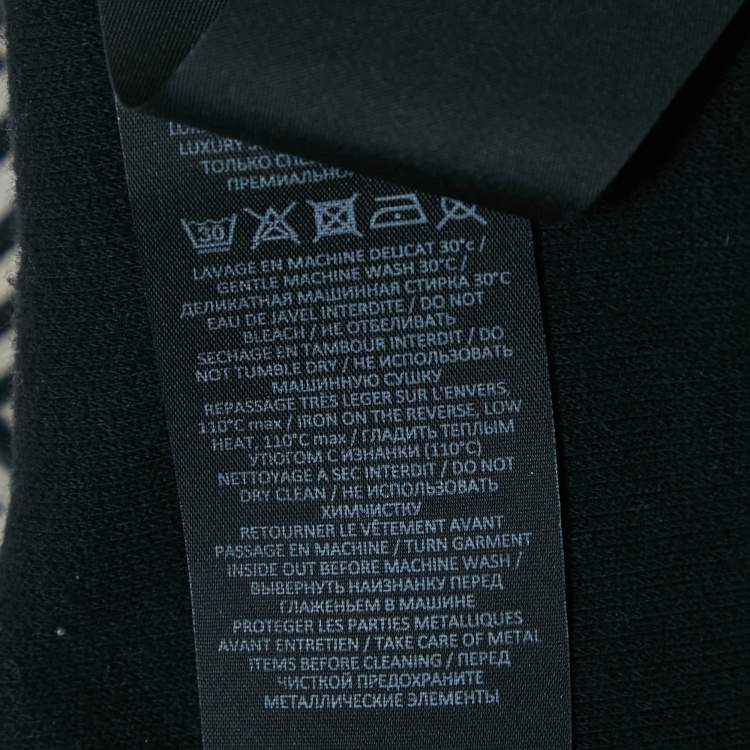 LUXURY
ТОЛЬКО
ПРЕМИАЛЬНО
30
LAVAGE EN MACHINE DELICAT 30°c /
GENTLE MACHINE WASH 30°C /
ДЕЛИКАТНАЯ МАШИННАЯ СТИРКА 30°C
EAU DE JAVEL INTERDITE / DO NOT
BLEACH / НЕ ОТБЕЛИВАТЬ
SECHAGE EN TAMBOUR INTERDIT / DO
NOT TUMBLE DRY / НЕ ИСПОЛЬЗОВАТЬ
МАШИННУЮ СУШКУ
REPASSAGE TRÈS LEGER SUR L'ENVERS,
110°C max / IRON ON THE REVERSE, LOW
HEAT, 110°C max / ГЛАДИТЬ ТЕПЛЫМ
УТЮГОМ С ИЗНАНКИ (110°C)
NETTOYAGE A SEC INTERDIT / DO NOT
DRY CLEAN / НЕ ИСПОЛЬЗОВАТЬ
ХИМЧИСТКУ
RETOURNER LE VÊTEMENT AVANT
PASSAGE EN MACHINE / TURN GARMENT
INSIDE OUT BEFORE MACHINE WASH /
ВЫВЕРНУТЬ НАИЗНАНКУ ПЕРЕД
ГЛАЖЕНЬЕМ В МАШИНЕ
PROTEGER LES PARTIES METALLIQUES
AVANT ENTRETIEN / TAKE CARE OF METAL
ITEMS BEFORE CLEANING / ПЕРЕД
ЧИСТКОЙ ПРЕДОХРАНИТЕ
МЕТАЛЛИЧЕСКИЕ ЭЛЕМЕНТЫ